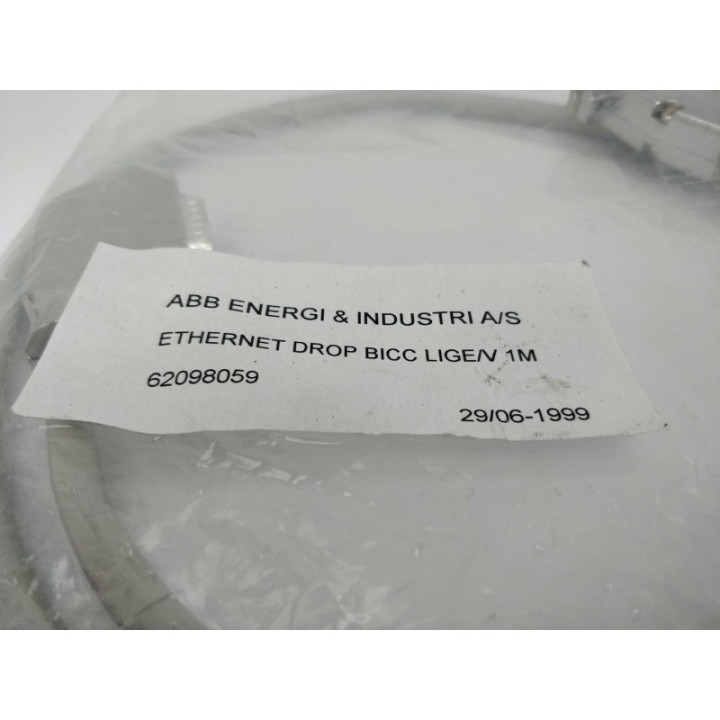 ABB ENERGI & INDUSTRI A/S
ETHERNET DROP BICC LIGE/V 1M
62098059
29/06-1999